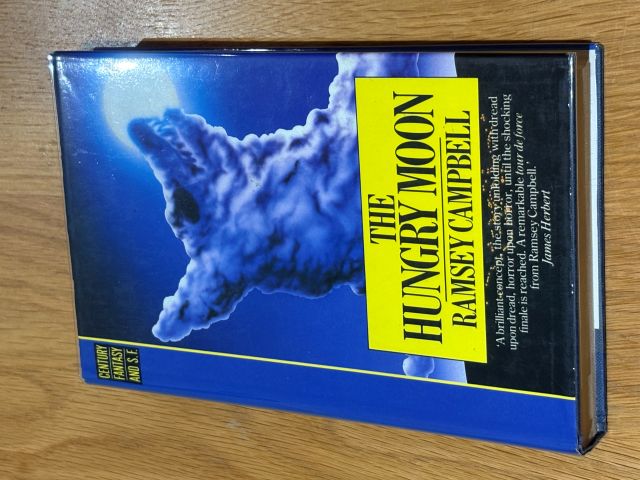 CENTURY
FANTASY
AND S.F.
THE
HUNGRY MOON
RAMSEY CAMPBELL
'A brilliant concept, the story unfolding with dread
upon dread, horror upon horror, until the shocking
finale is reached. A remarkable tour de force
from Ramsey Campbell.'
James Herbert